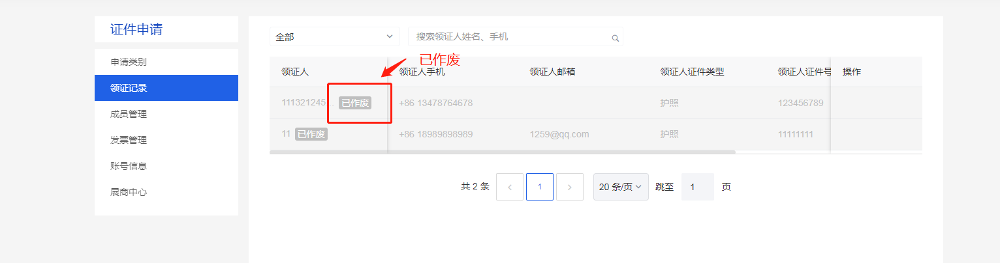 证件申请
申请类别
领证记录
成员管理
发票管理
账号信息
展商中心
全部
搜索领证人姓名、手机
已作废
领证人 领证人手机 领证人邮箱 领证人证件类型 领证人证件号 操作
111321245... 已作废 +86 13478764678 护照 123456789
11 已作废 +86 18989898989 1259@qq.com 护照 11111111
共 2 条 1 20 条/页 跳至 1 页